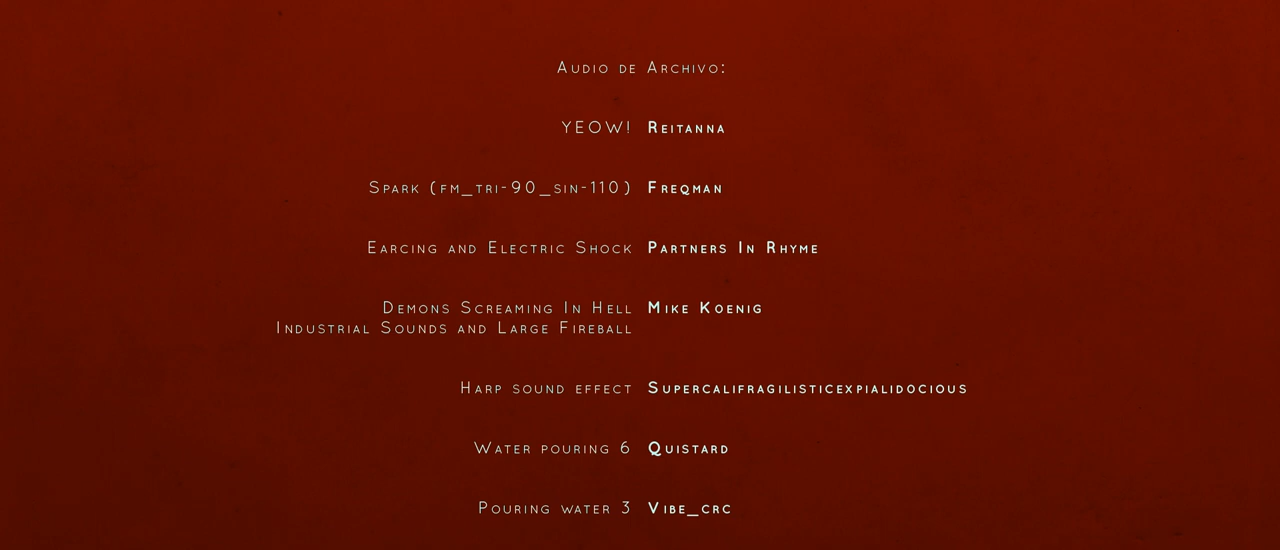 Audio de Archivo:
YEOW! Reitanna
Spark (fm_tri-90_sin-110) Freqman
Earcing and Electric Shock Partners In Rhyme
Demons Screaming In Hell Mike Koenig
Industrial Sounds and Large Fireball
Harp sound effect Supercalifragilisticexpialidocious
Water pouring 6 Quistard
Pouring water 3 Vibe_crc